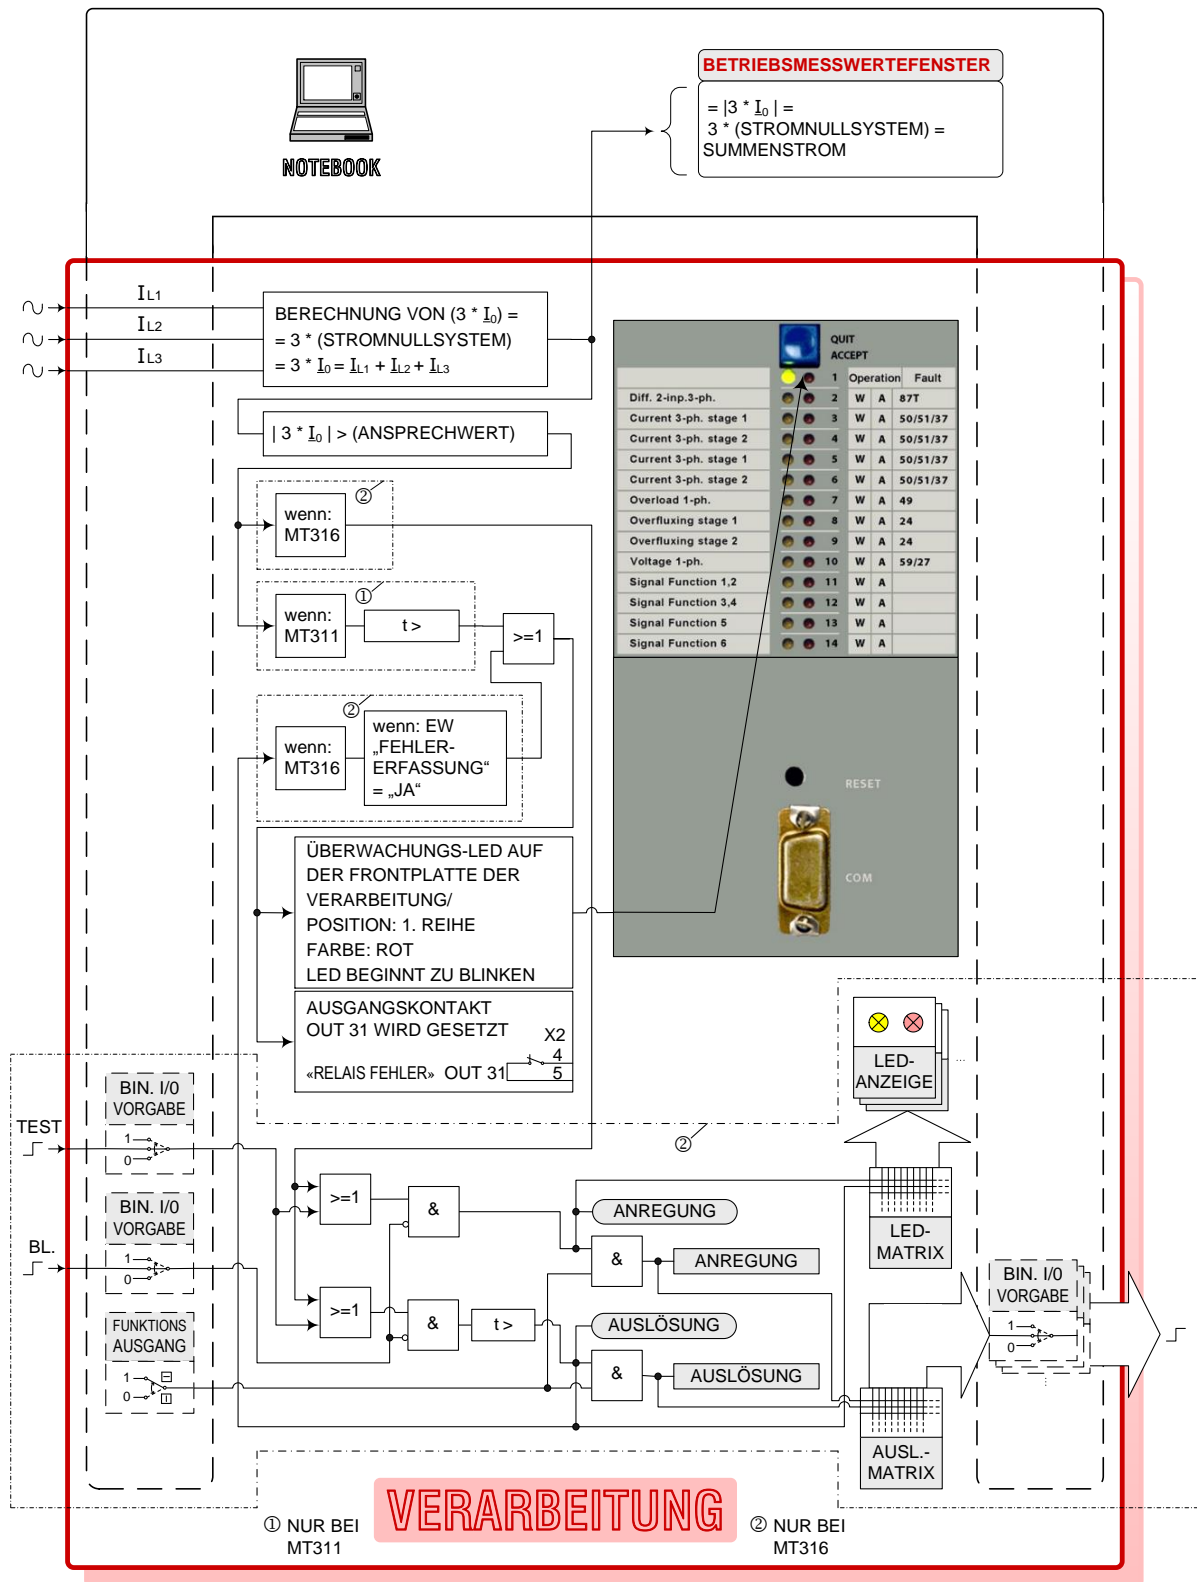 BETRIEBSMESSWERTEFENSTER
= |3 * I0 | =
3 * (STROMNULLSYSTEM) =
SUMMENSTROM
NOTEBOOK
IL1
IL2
IL3
BERECHNUNG VON (3 * I0) =
= 3 * (STROMNULLSYSTEM)
= 3 * I0 = IL1 + IL2 + IL3
| 3 * I0 | > (ANSPRECHWERT)
QUIT
ACCEPT
1 Operation Fault
Diff. 2-inp.3-ph. 2 W A 87T
Current 3-ph. stage 1 3 W A 50/51/37
Current 3-ph. stage 2 4 W A 50/51/37
Current 3-ph. stage 1 5 W A 50/51/37
Current 3-ph. stage 2 6 W A 50/51/37
Overload 1-ph. 7 W A 49
Overfluxing stage 1 8 W A 24
Overfluxing stage 2 9 W A 24
Voltage 1-ph. 10 W A 59/27
Signal Function 1,2 11 W A
Signal Function 3,4 12 W A
Signal Function 5 13 W A
Signal Function 6 14 W A
RESET
COM
②
wenn:
MT316
①
wenn:
MT311
t >
>=1
②
wenn:
MT316
wenn: EW
„FEHLER-
ERFASSUNG“
= „JA“
ÜBERWACHUNGS-LED AUF
DER FRONTPLATTE DER
VERARBEITUNG/
POSITION: 1. REIHE
FARBE: ROT
LED BEGINNT ZU BLINKEN
AUSGANGSKONTAKT
OUT 31 WIRD GESETZT
X2
4
«RELAIS FEHLER» OUT 31
5
LED-
ANZEIGE
...
②
TEST
BIN. I/0
VORGABE
1
0
BL.
BIN. I/0
VORGABE
1
0
FUNKTIONS
AUSGANG
1
0
>=1
&
ANREGUNG
&
ANREGUNG
>=1
&
t >
AUSLÖSUNG
&
AUSLÖSUNG
LED-
MATRIX
AUSL.-
MATRIX
BIN. I/0
VORGABE
1
0
...
VERARBEITUNG
① NUR BEI
MT311
② NUR BEI
MT316